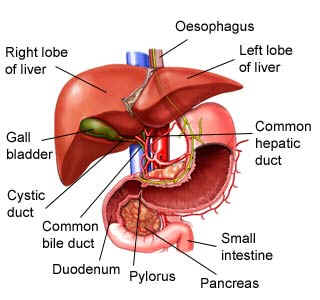 Oesophagus
Right lobe
of liver
Left lobe
of liver
Gall
bladder
Common
hepatic
duct
Cystic
duct
Common
bile duct
Small
intestine
Duodenum
Pylorus
Pancreas